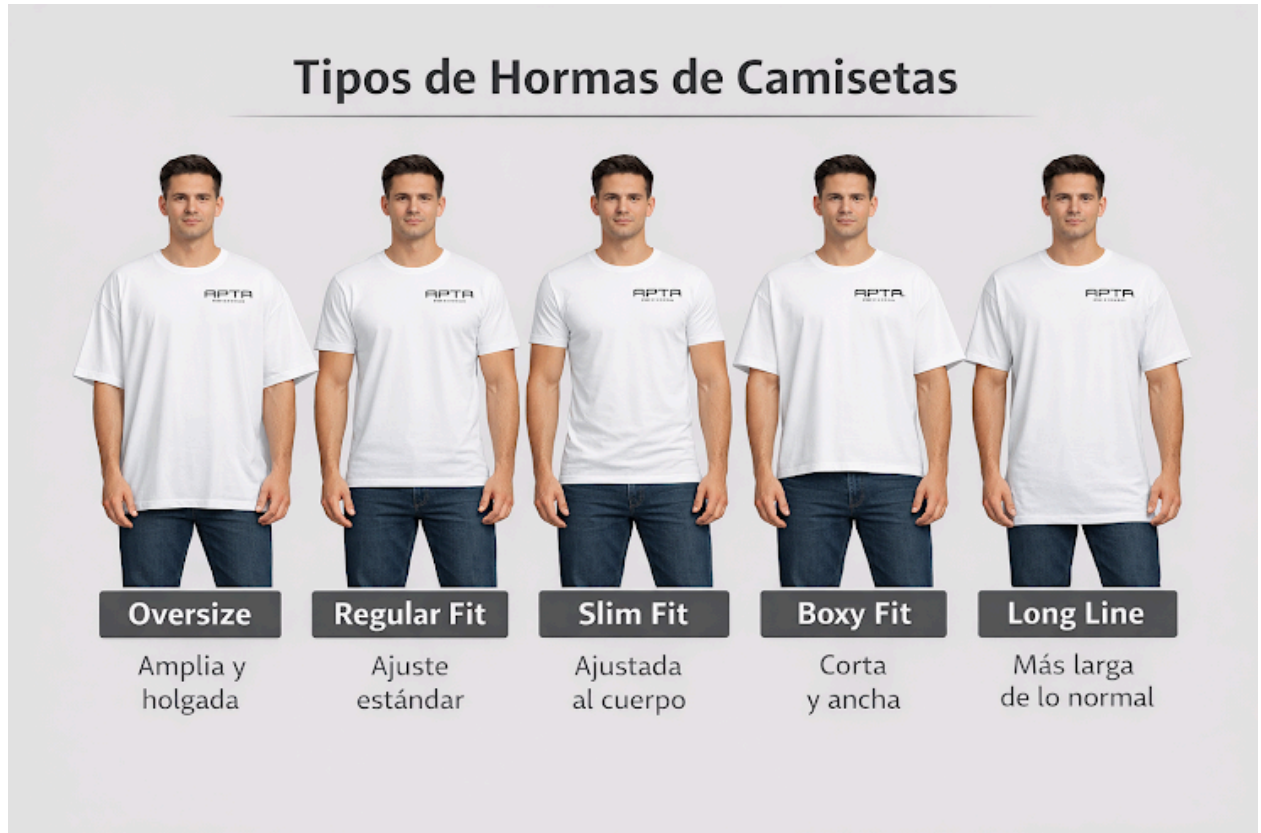 Tipos de Hormas de Camisetas
APTA
APTA
APTA
APTA
APTA
Oversize
Regular Fit
Slim Fit
Boxy Fit
Long Line
Amplia y
holgada
Ajuste
estándar
Ajustada
al cuerpo
Corta
y ancha
Más larga
de lo normal